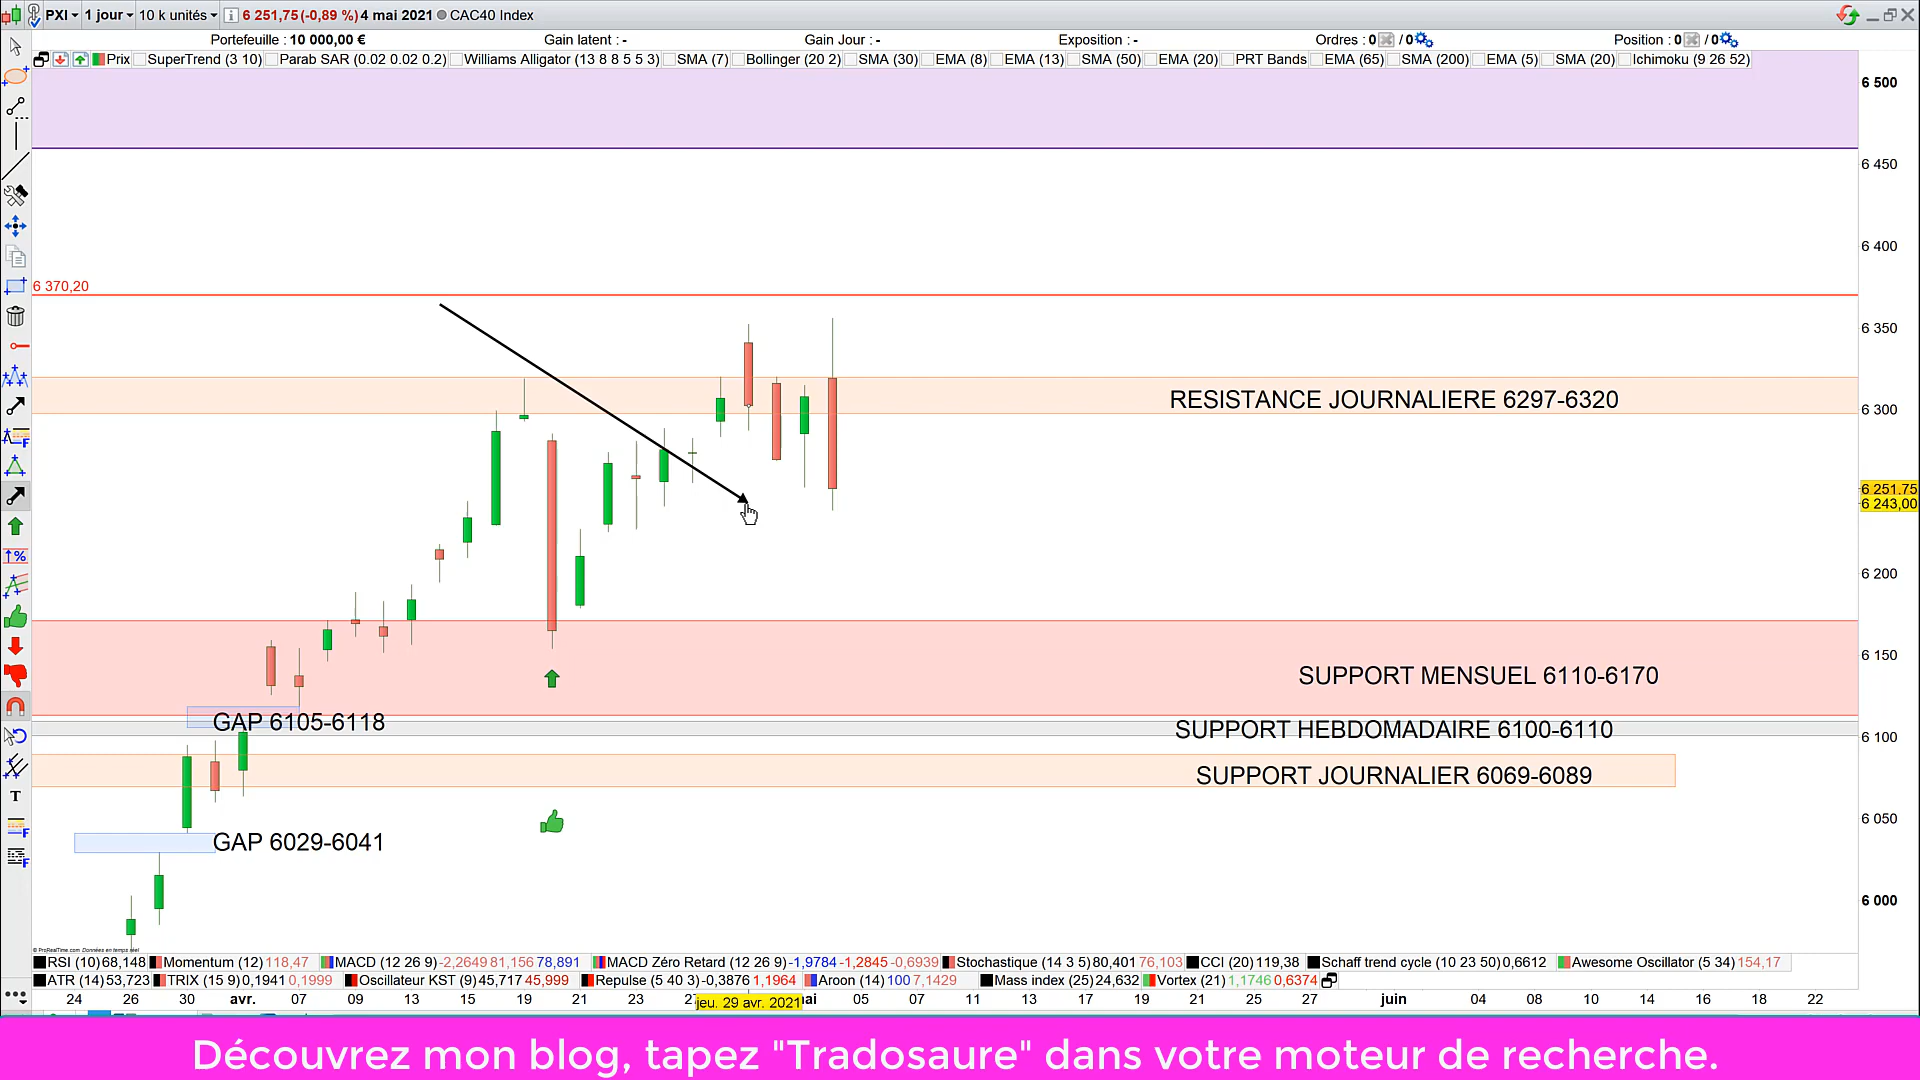 PXI 1 jour 10 k unités 6 251,75 (-0,89 %) 4 mai 2021 CAC40 Index
Portefeuille : 10 000,00 € Gain latent : - Gain Jour : - Exposition : - Ordres : 0 / 0 Position : 0 / 0
Prix SuperTrend (3 10) Parab SAR (0.02 0.02 0.2) Williams Alligator (13 8 8 5 5 3) SMA (7) Bollinger (20 2) SMA (30) EMA (8) EMA (13) SMA (50) EMA (20) PRT Bands EMA (65) SMA (200) EMA (5) SMA (20) Ichimoku (9 26 52)
6 500
6 450
6 400
6 370,20
6 350
RESISTANCE JOURNALIERE 6297-6320
6 300
6 251,75
6 243,00
6 200
6 150
SUPPORT MENSUEL 6110-6170
GAP 6105-6118
SUPPORT HEBDOMADAIRE 6100-6110
6 100
SUPPORT JOURNALIER 6069-6089
6 050
GAP 6029-6041
6 000
© ProRealTime.com Données en temps réel
RSI (10) 68,148 Momentum (12) 118,47 MACD (12 26 9) -2,2649 81,156 78,891 MACD Zéro Retard (12 26 9) -1,9784 -1,2845 -0,6939 Stochastique (14 3 5) 80,401 76,103 CCI (20) 119,38 Schaff trend cycle (10 23 50) 0,6612 Awesome Oscillator (5 34) 154,17
ATR (14) 53,723 TRIX (15 9) 0,1941 0,1999 Oscillateur KST (9) 45,717 45,999 Repulse (5 40 3) -0,3876 1,1964 Aroon (14) 100 7,1429 Mass index (25) 24,632 Vortex (21) 1,1746 0,6374
24 26 30 avr. 07 09 13 15 19 21 23 jeu. 29 avr. 2021 mai 05 07 11 13 17 19 21 25 27 juin 04 08 10 14 16 18 22
Découvrez mon blog, tapez "Tradosaure" dans votre moteur de recherche.